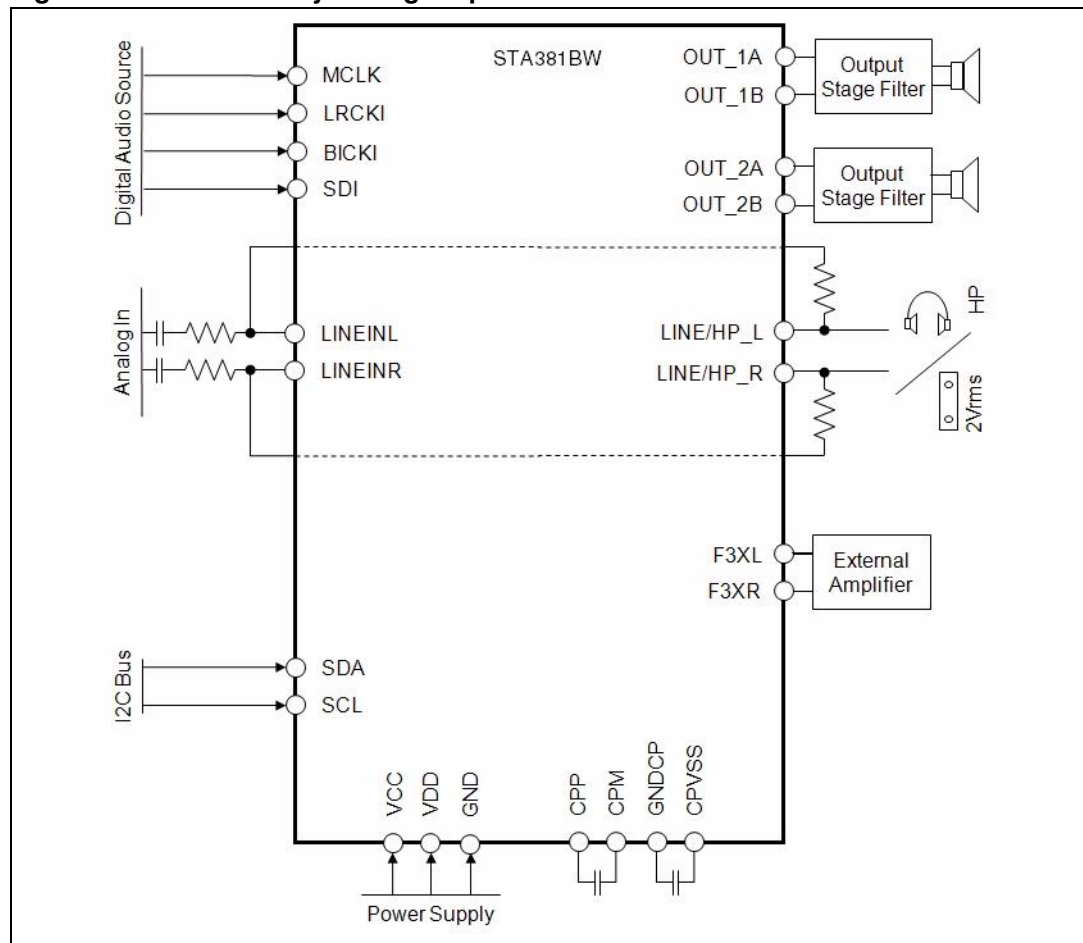 STA381BW
Digital Audio Source
MCLK
LRCKI
BICKI
SDI
OUT_1A
OUT_1B
Output
Stage Filter
OUT_2A
OUT_2B
Output
Stage Filter
Analog In
LINEINL
LINEINR
LINE/HP_L
LINE/HP_R
HP
2Vrms
F3XL
F3XR
External
Amplifier
I2C Bus
SDA
SCL
VCC
VDD
GND
CPP
CPM
GNDCP
CPVSS
Power Supply